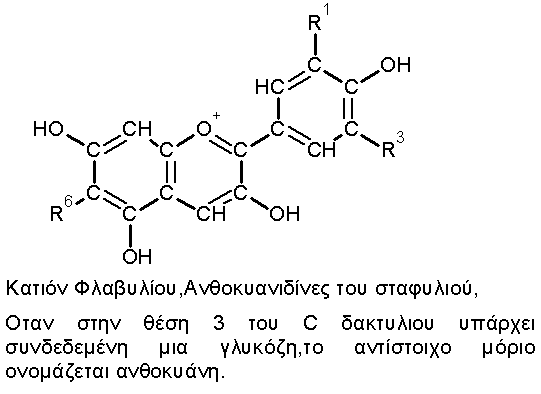 R1
HC C OH
C C
HO CH O+ C C
C C C CH R3
C C C
R6 C CH OH
OH
Κατιόν Φλαβυλίου,Ανθοκυανιδίνες του σταφυλιού,
Οταν στην θέση 3 του C δακτυλιου υπάρχει
συνδεδεμένη μια γλυκόζη,το αντίστοιχο μόριο
ονομάζεται ανθοκυάνη.